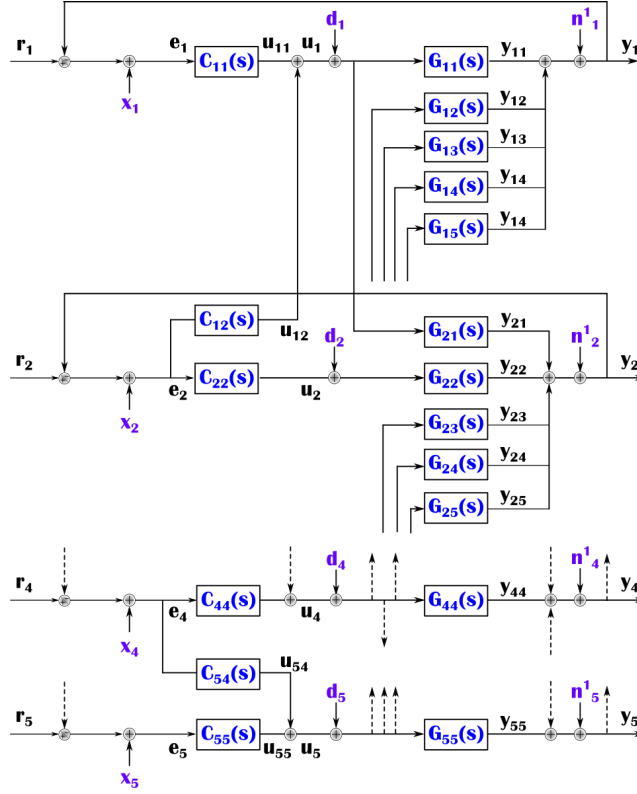 d₁ n¹₁
r₁ e₁ C₁₁(s) u₁₁ u₁ G₁₁(s) y₁₁ y₁
x₁ G₁₂(s) y₁₂
G₁₃(s) y₁₃
G₁₄(s) y₁₄
G₁₅(s) y₁₄
C₁₂(s) u₁₂ d₂ G₂₁(s) y₂₁ n¹₂
r₂ e₂ C₂₂(s) u₂ G₂₂(s) y₂₂ y₂
x₂ G₂₃(s) y₂₃
G₂₄(s) y₂₄
G₂₅(s) y₂₅
d₄ n¹₄
r₄ e₄ C₄₄(s) u₄ G₄₄(s) y₄₄ y₄
x₄
C₅₄(s) u₅₄
d₅ n¹₅
r₅ e₅ C₅₅(s) u₅₅ u₅ G₅₅(s) y₅₅ y₅
x₅